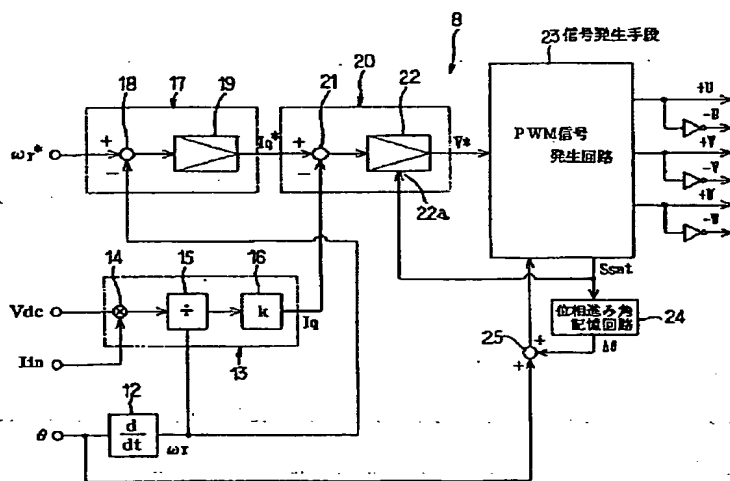 8
23 信号発生手段
17
18
19
20
21
22
ωr*
+
−
Iq*
+
−
V*
22a
PWM信号
発生回路
+U
−U
+V
−V
+W
−W
Ssat
14
15
16
Vdc
÷
k
Iq
Iin
13
位相進み角
記憶回路
24
25
+
+
Δθ
12
θ
d
dt
ωr